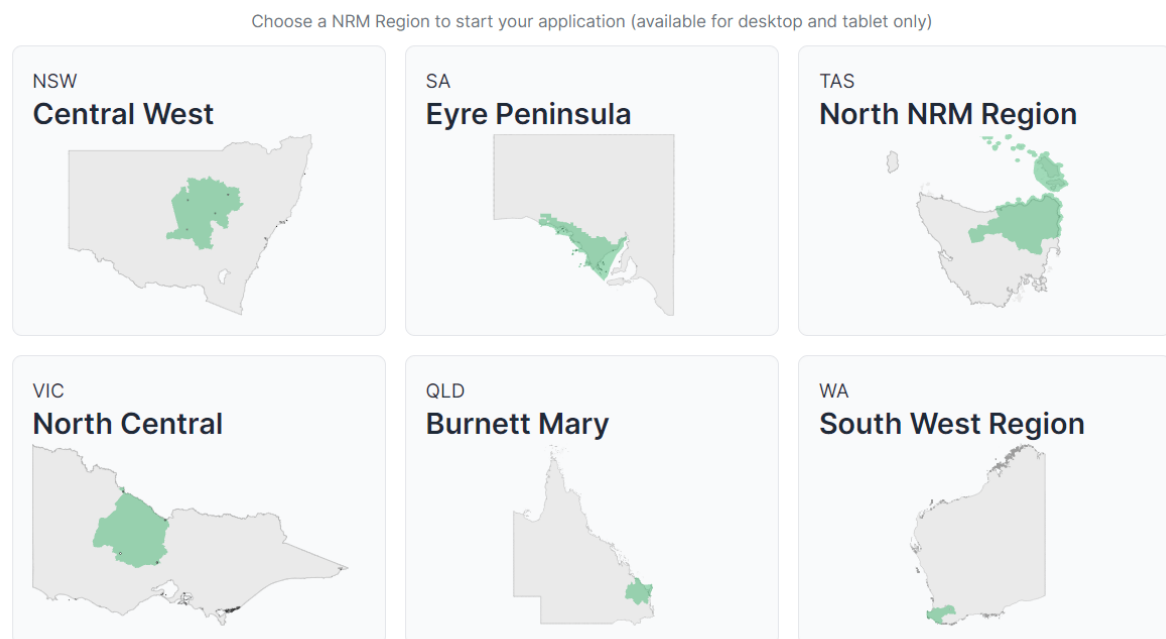 Choose a NRM Region to start your application (available for desktop and tablet only)
NSW
Central West
SA
Eyre Peninsula
TAS
North NRM Region
VIC
North Central
QLD
Burnett Mary
WA
South West Region